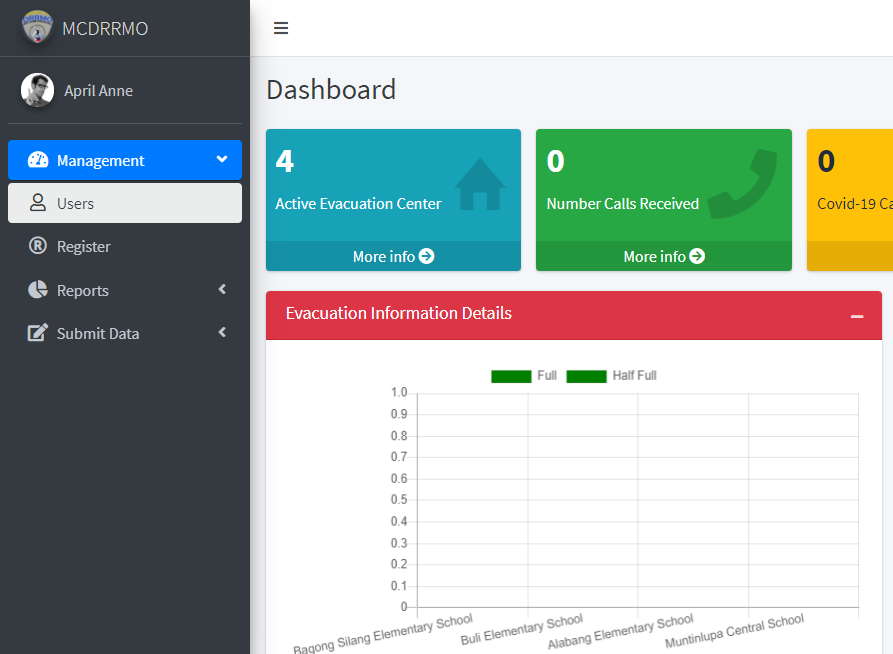 MCDRRMO
April Anne
Management
Users
Register
Reports
Submit Data
Dashboard
4
Active Evacuation Center
More info
0
Number Calls Received
More info
0
Covid-19 Ca
Evacuation Information Details
Full Half Full
1.0
0.9
0.8
0.7
0.6
0.5
0.4
0.3
0.2
0.1
0
Bagong Silang Elementary School
Buli Elementary School
Alabang Elementary School
Muntinlupa Central School